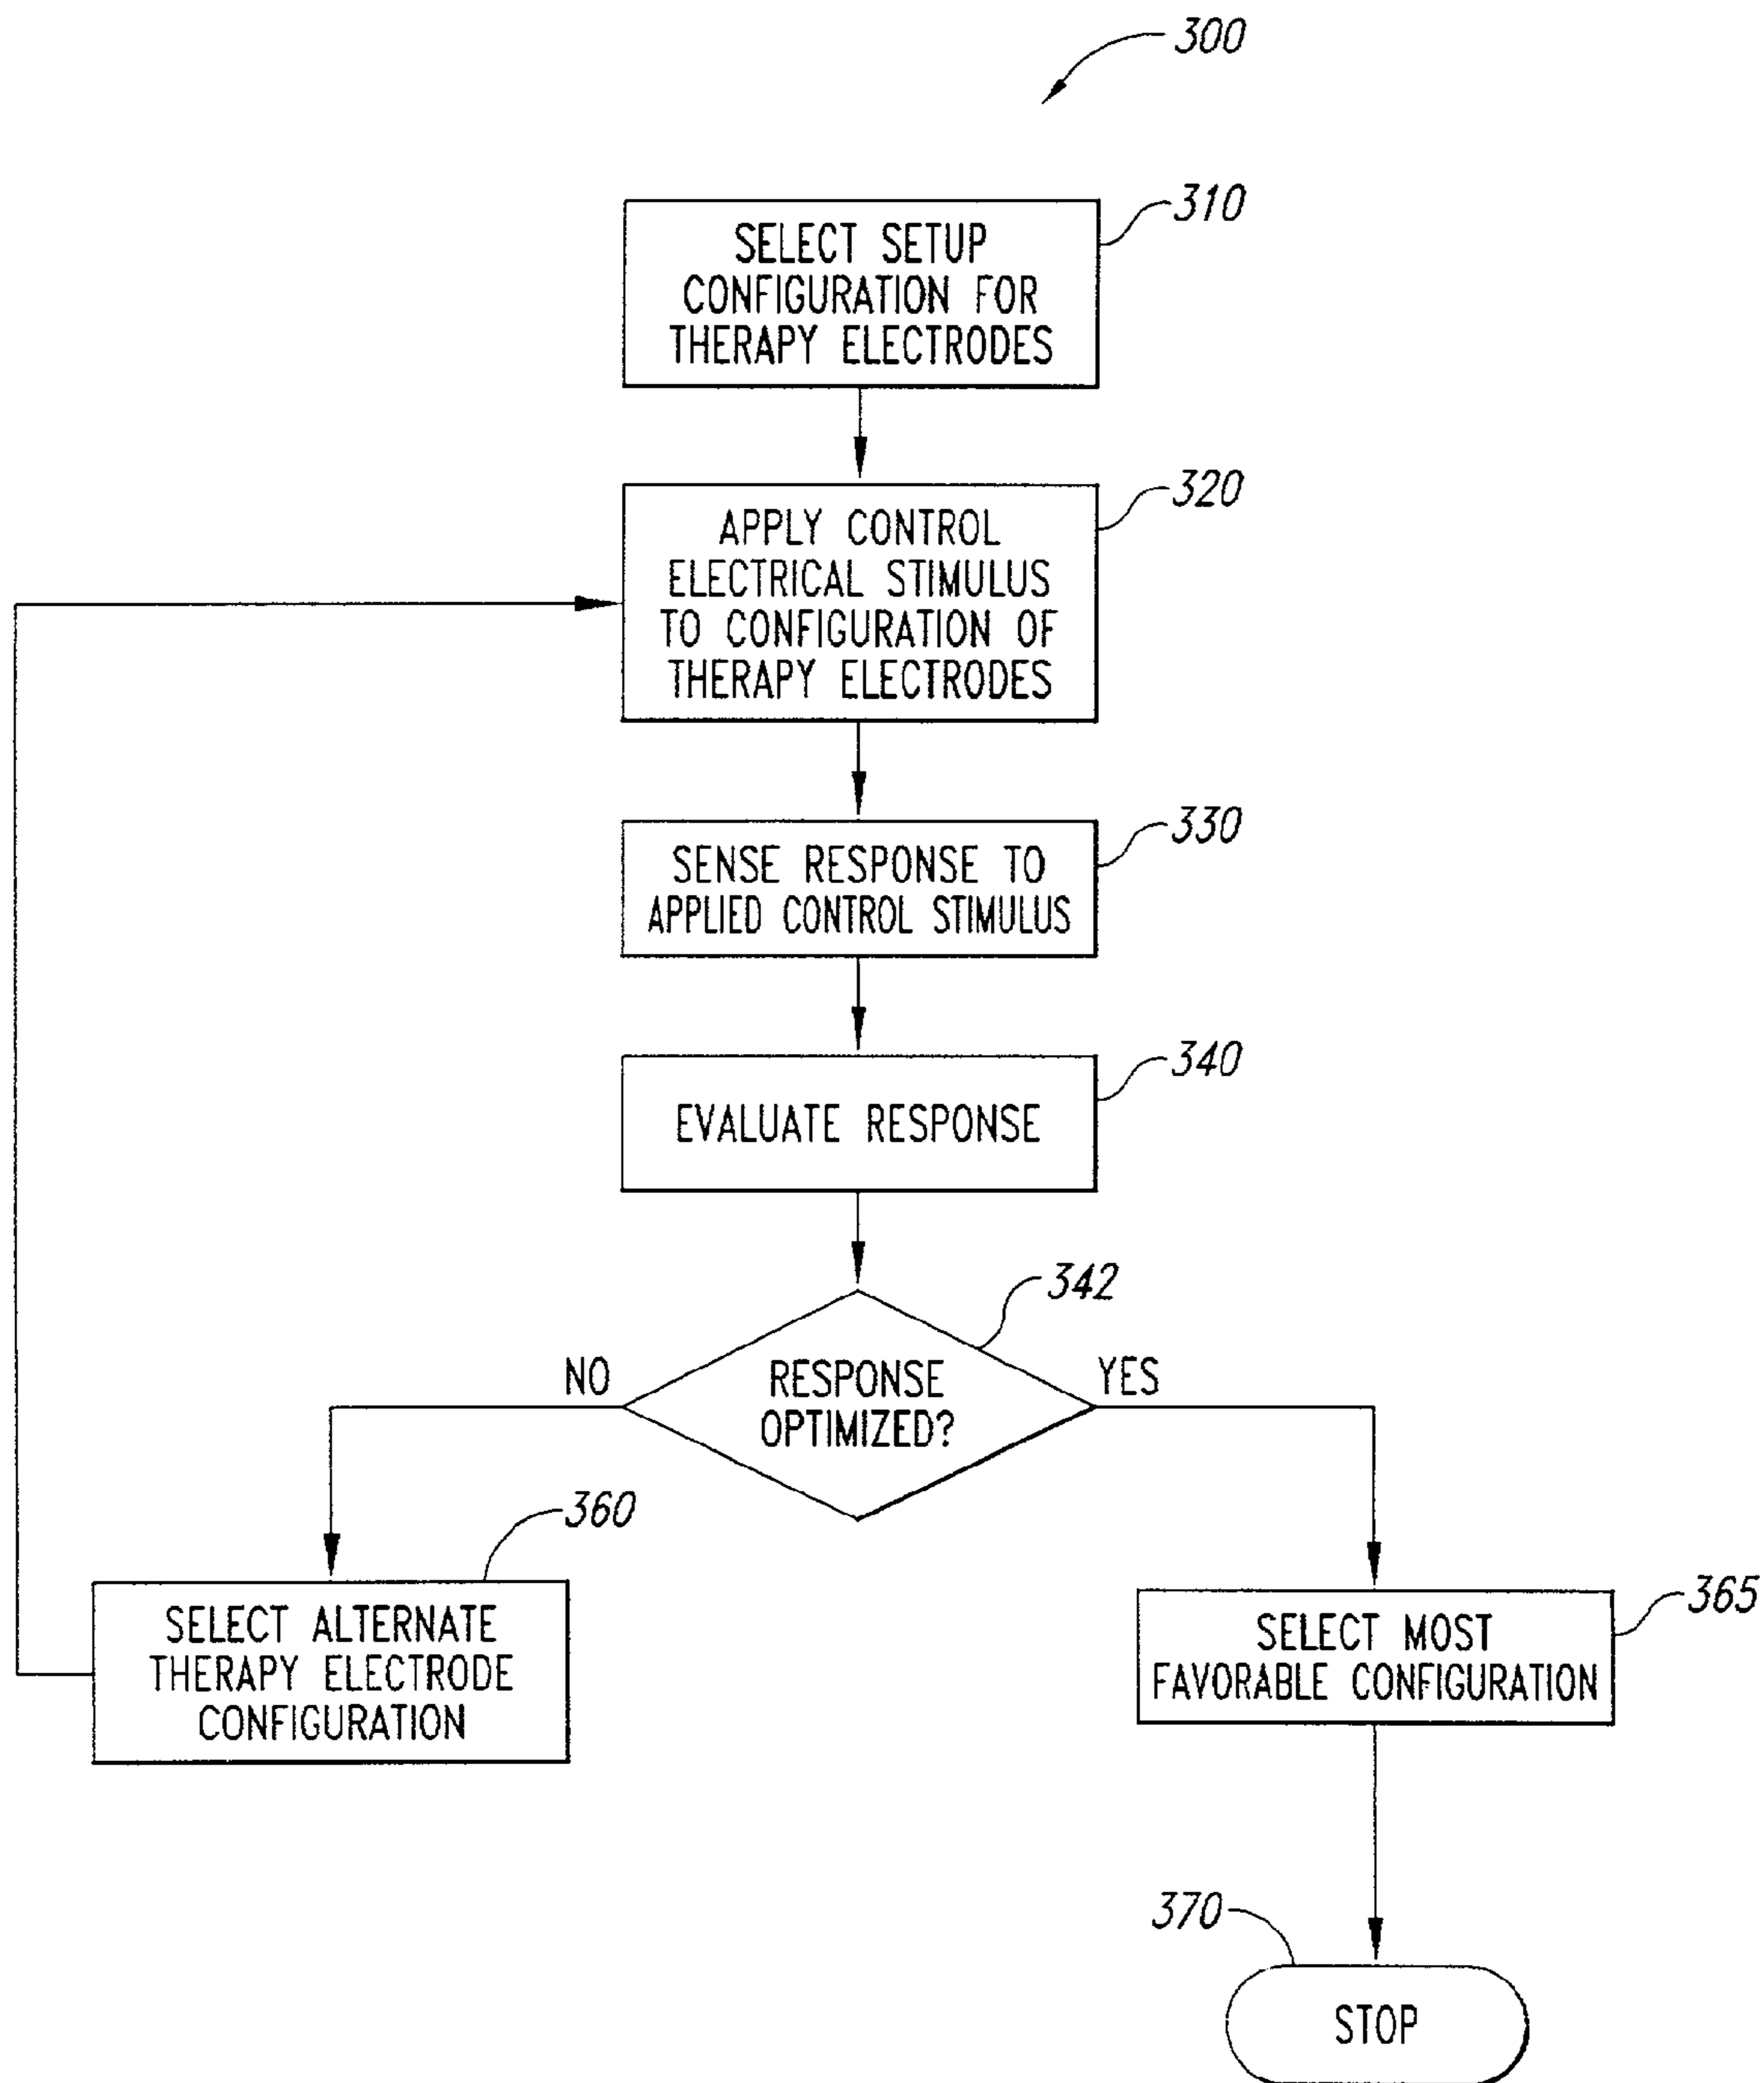 300
310
SELECT SETUP
CONFIGURATION FOR
THERAPY ELECTRODES
320
APPLY CONTROL
ELECTRICAL STIMULUS
TO CONFIGURATION OF
THERAPY ELECTRODES
330
SENSE RESPONSE TO
APPLIED CONTROL STIMULUS
340
EVALUATE RESPONSE
342
RESPONSE
OPTIMIZED?
NO
YES
360
SELECT ALTERNATE
THERAPY ELECTRODE
CONFIGURATION
365
SELECT MOST
FAVORABLE CONFIGURATION
370
STOP